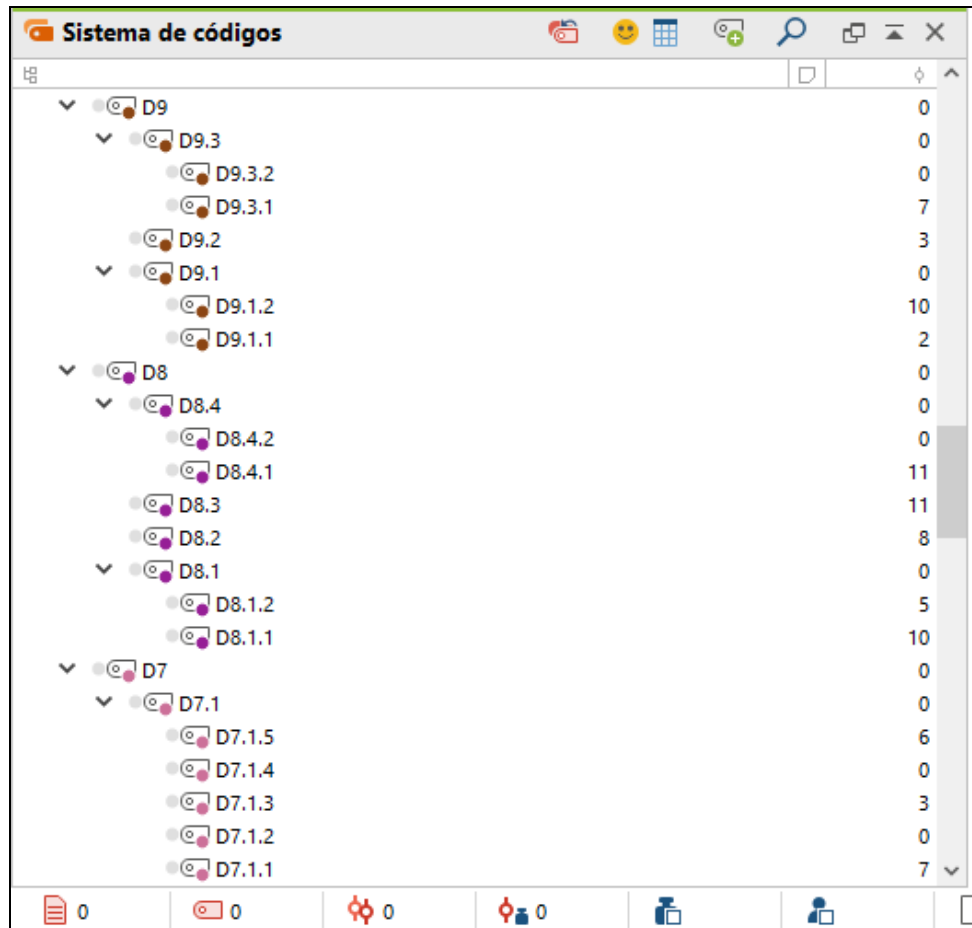 Sistema de códigos
D9 0
D9.3 0
D9.3.2 0
D9.3.1 7
D9.2 3
D9.1 0
D9.1.2 10
D9.1.1 2
D8 0
D8.4 0
D8.4.2 0
D8.4.1 11
D8.3 11
D8.2 8
D8.1 0
D8.1.2 5
D8.1.1 10
D7 0
D7.1 0
D7.1.5 6
D7.1.4 0
D7.1.3 3
D7.1.2 0
D7.1.1 7
0 0 0 0